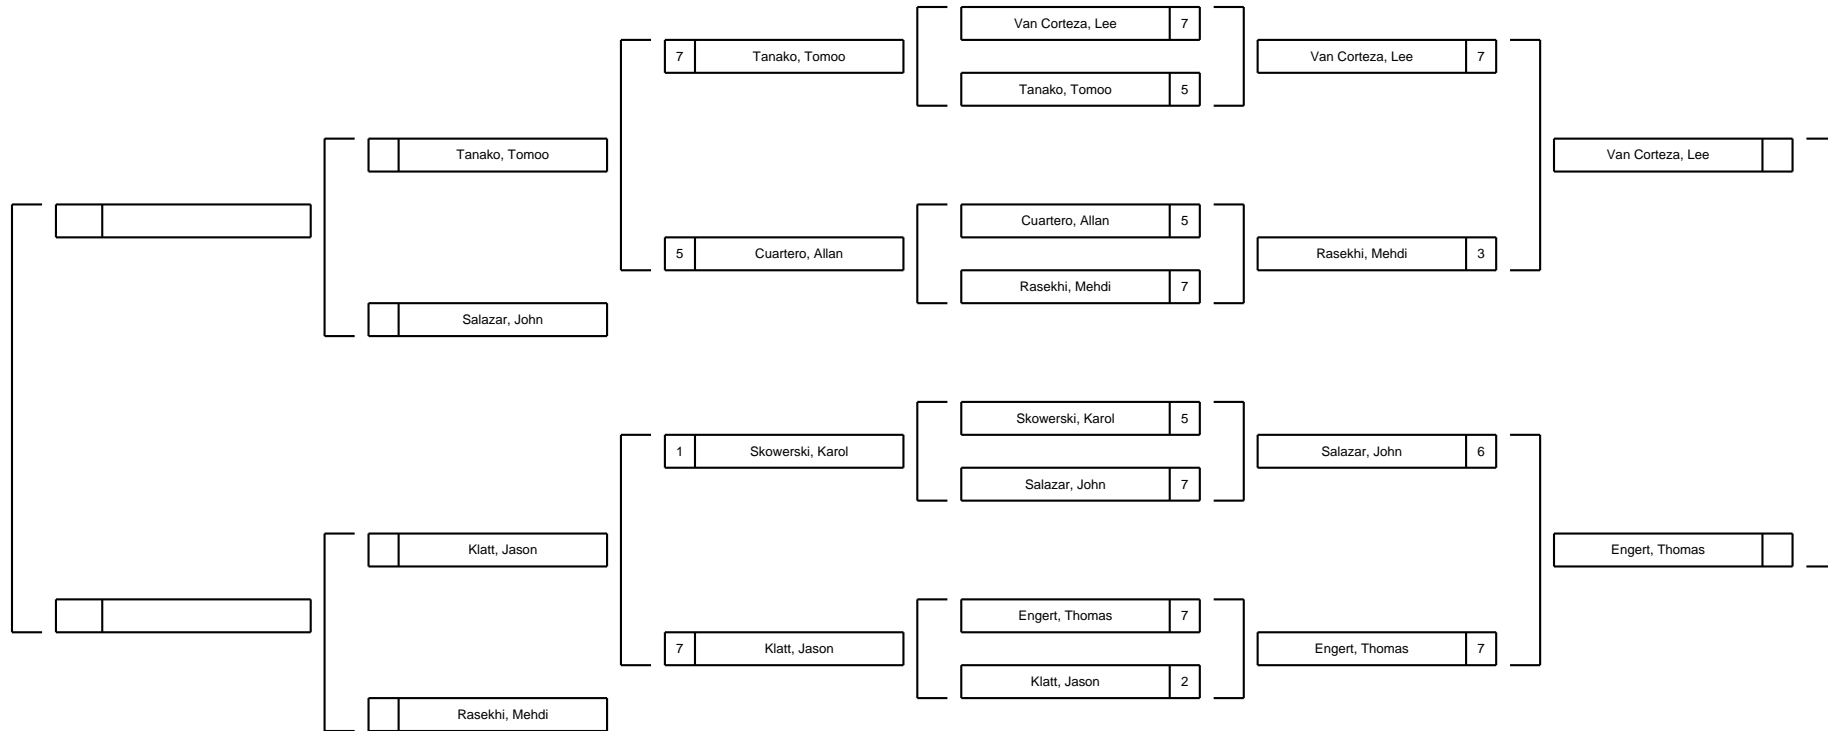 Van Corteza, Lee 7
7 Tanako, Tomoo
Van Corteza, Lee 7
Tanako, Tomoo 5
Tanako, Tomoo
Van Corteza, Lee
Cuartero, Allan 5
5 Cuartero, Allan
Rasekhi, Mehdi 3
Rasekhi, Mehdi 7
Salazar, John
Skowerski, Karol 5
1 Skowerski, Karol
Salazar, John 6
Salazar, John 7
Klatt, Jason
Engert, Thomas
Engert, Thomas 7
7 Klatt, Jason
Engert, Thomas 7
Klatt, Jason 2
Rasekhi, Mehdi